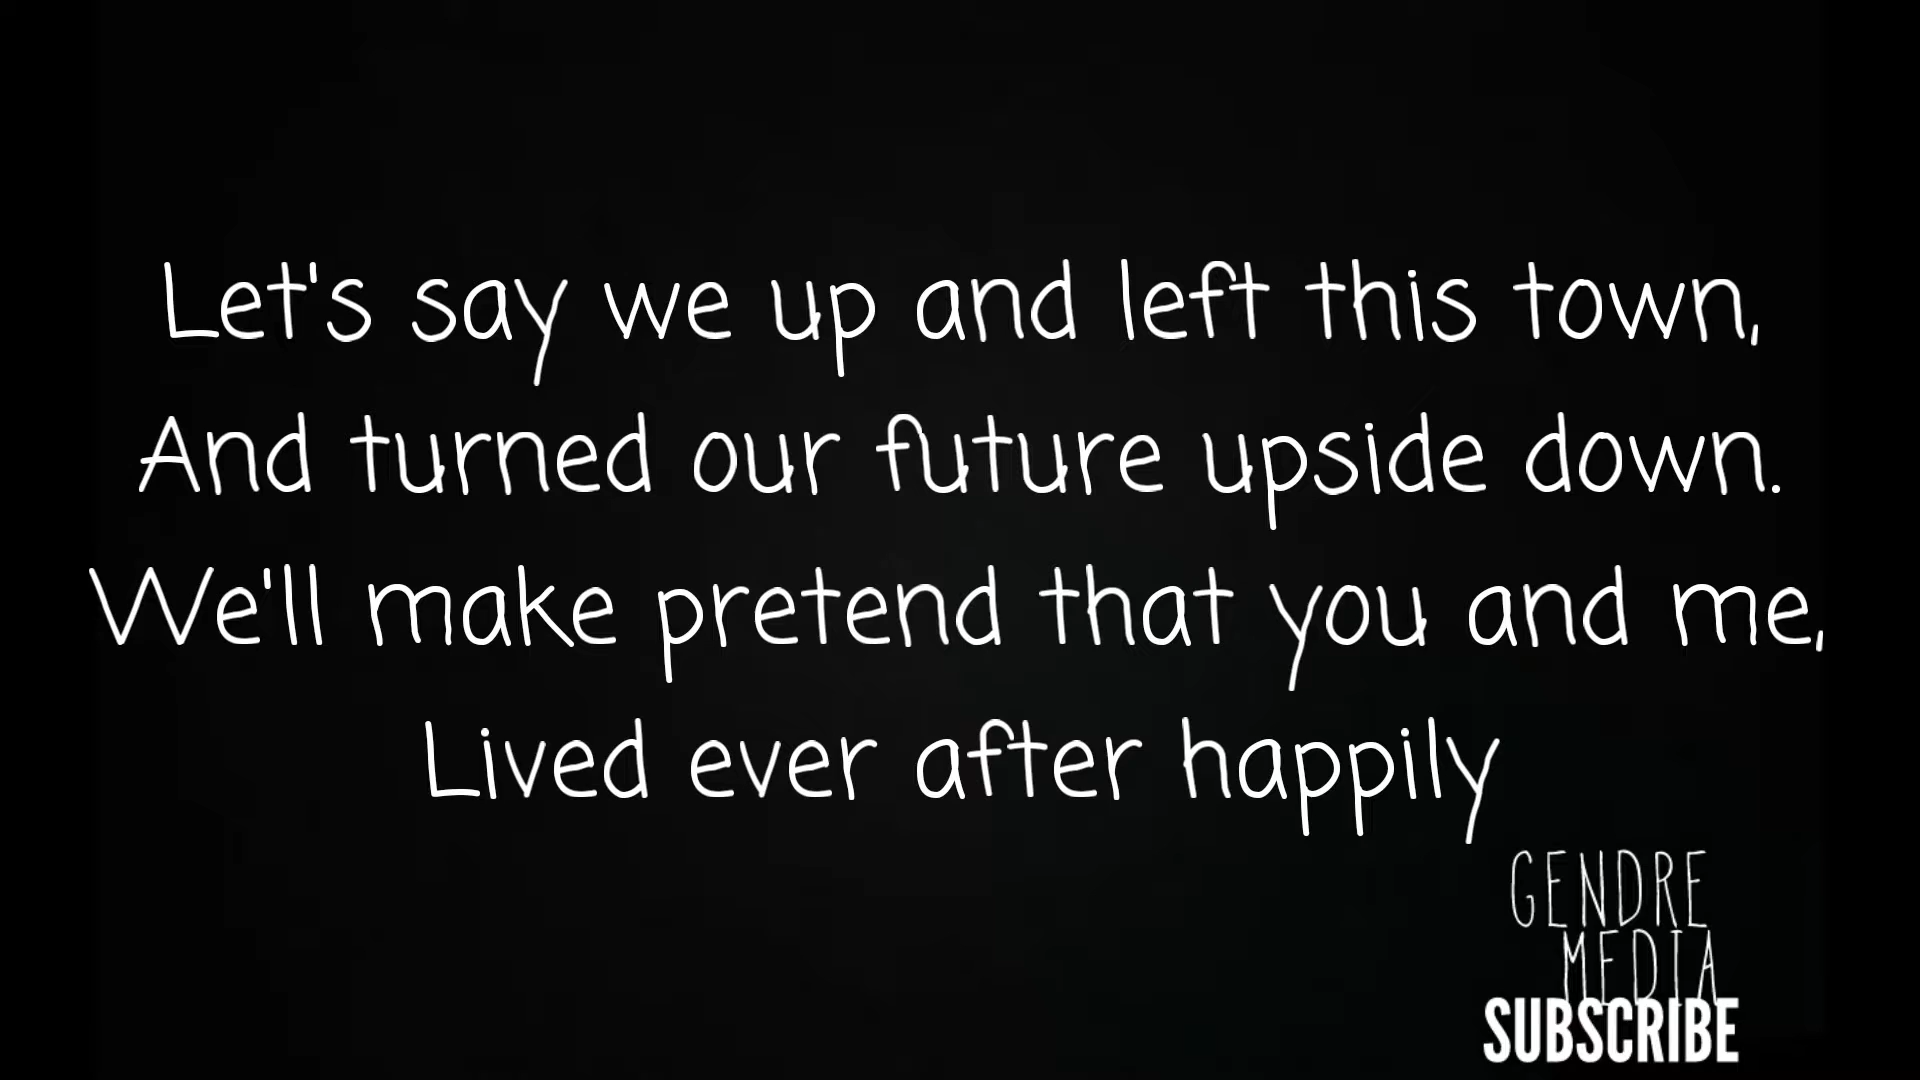 Let's say we up and left this town,
And turned our future upside down.
We'll make pretend that you and me,
Lived ever after happily
GENDRE
MEDIA
SUBSCRIBE